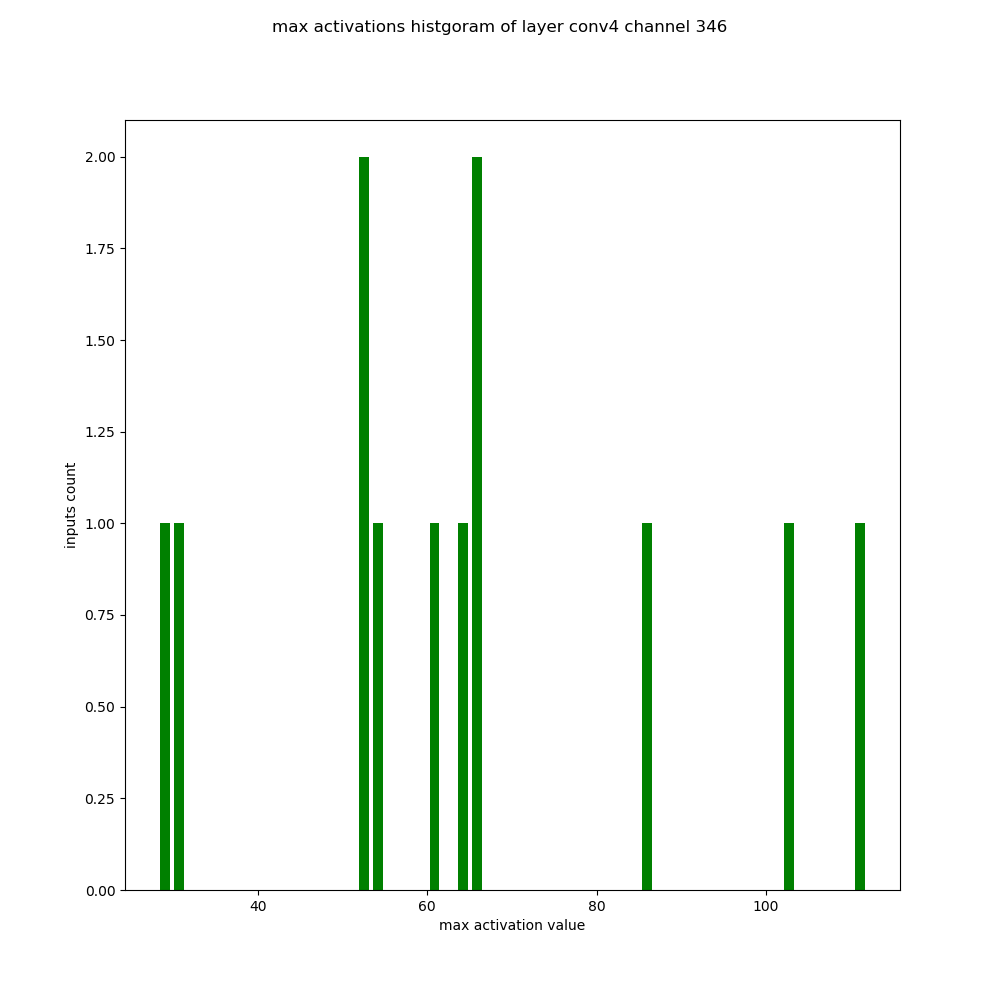 max activations histgoram of layer conv4 channel 346
2.00
1.75
1.50
1.25
1.00
0.75
0.50
0.25
0.00
inputs count
40 60 80 100
max activation value